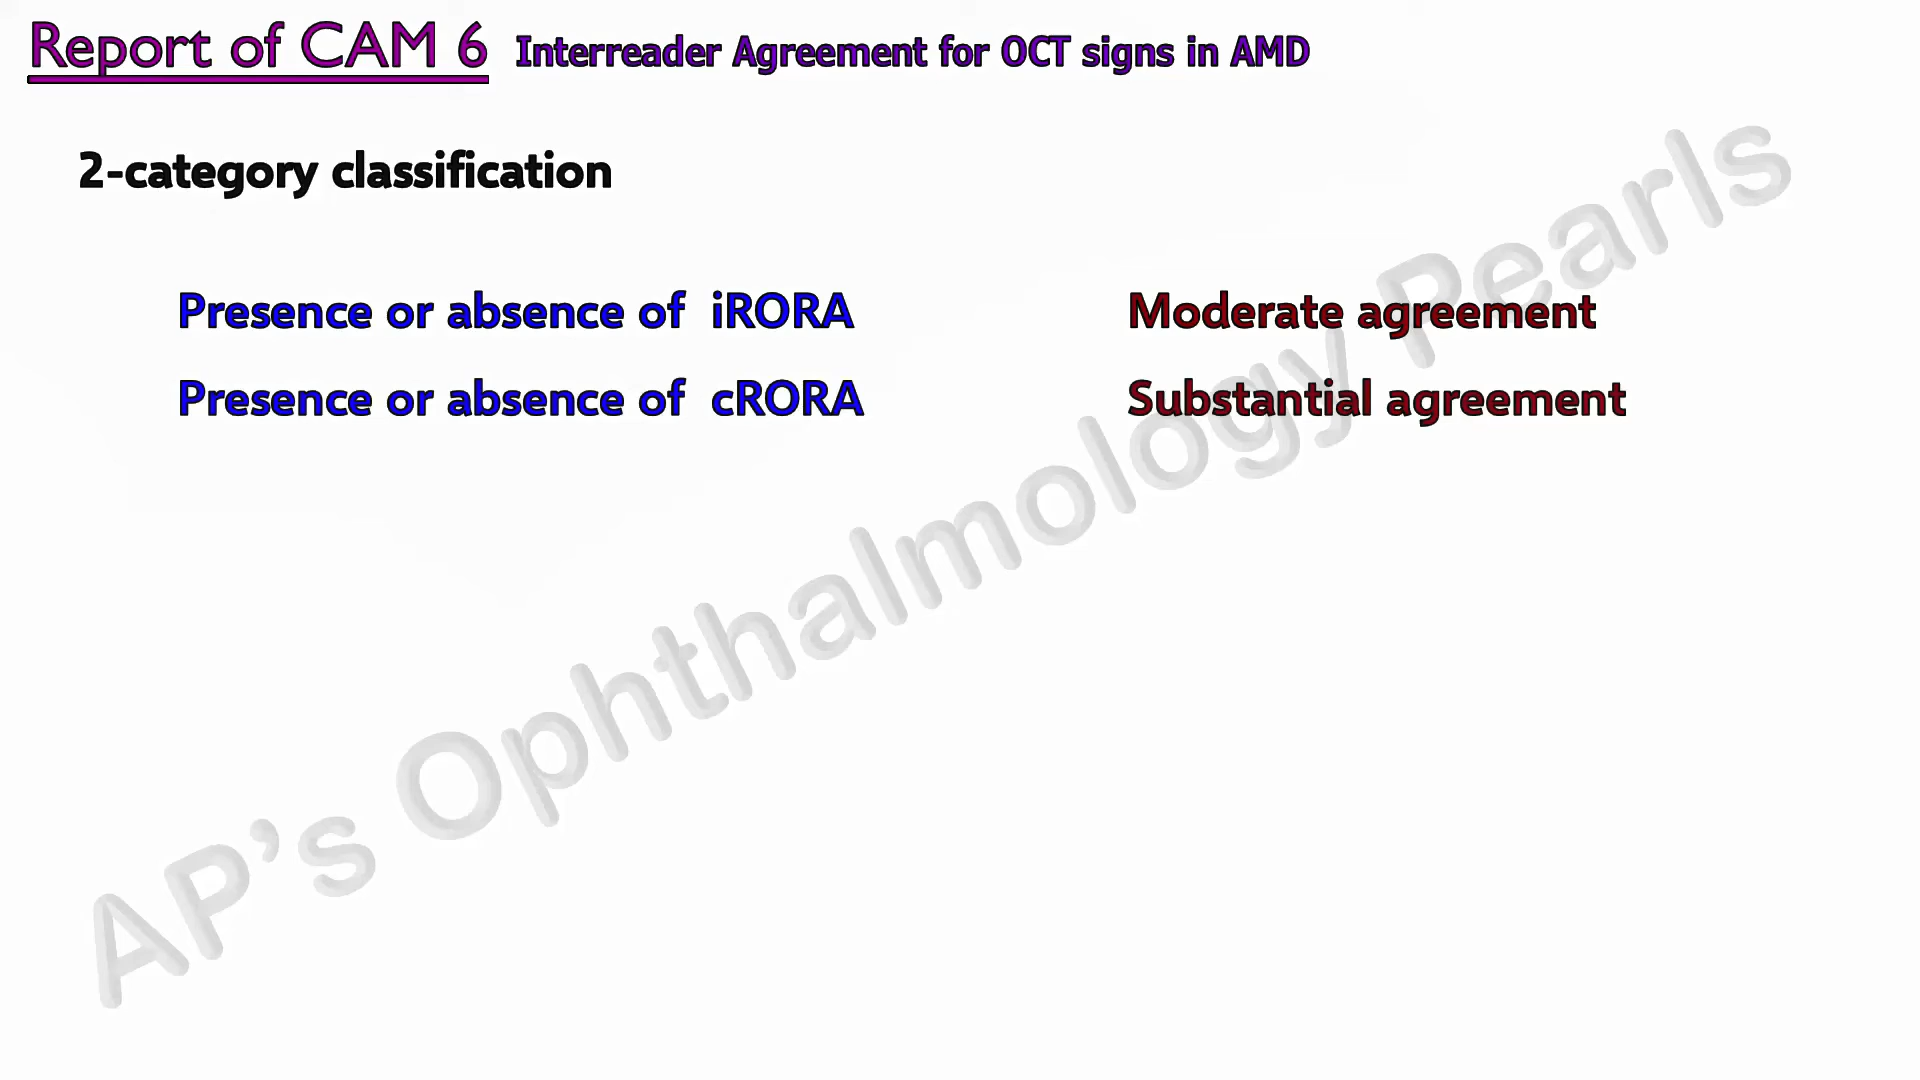 Report of CAM 6 Interreader Agreement for OCT signs in AMD
2-category classification
Presence or absence of iRORA Moderate agreement
Presence or absence of cRORA Substantial agreement
AP’s Ophthalmology Pearls